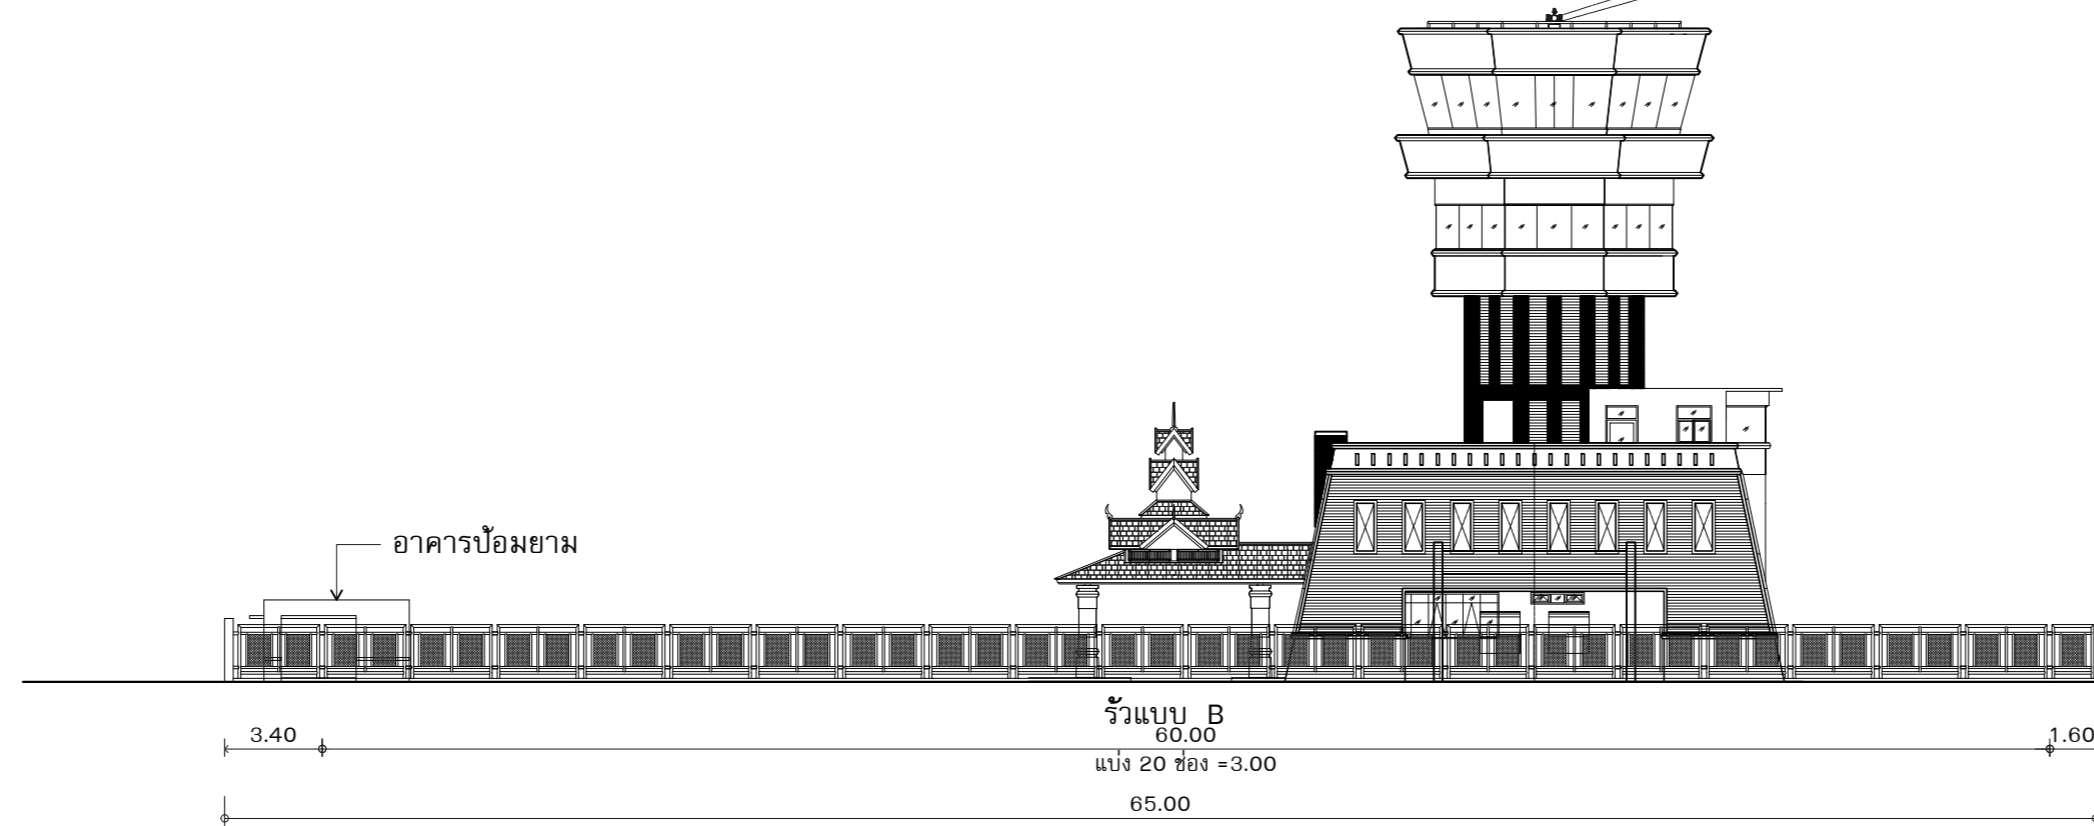 อาคารป้อมยาม
รั้วแบบ B
3.40 60.00 1.60
แบ่ง 20 ช่อง =3.00
65.00